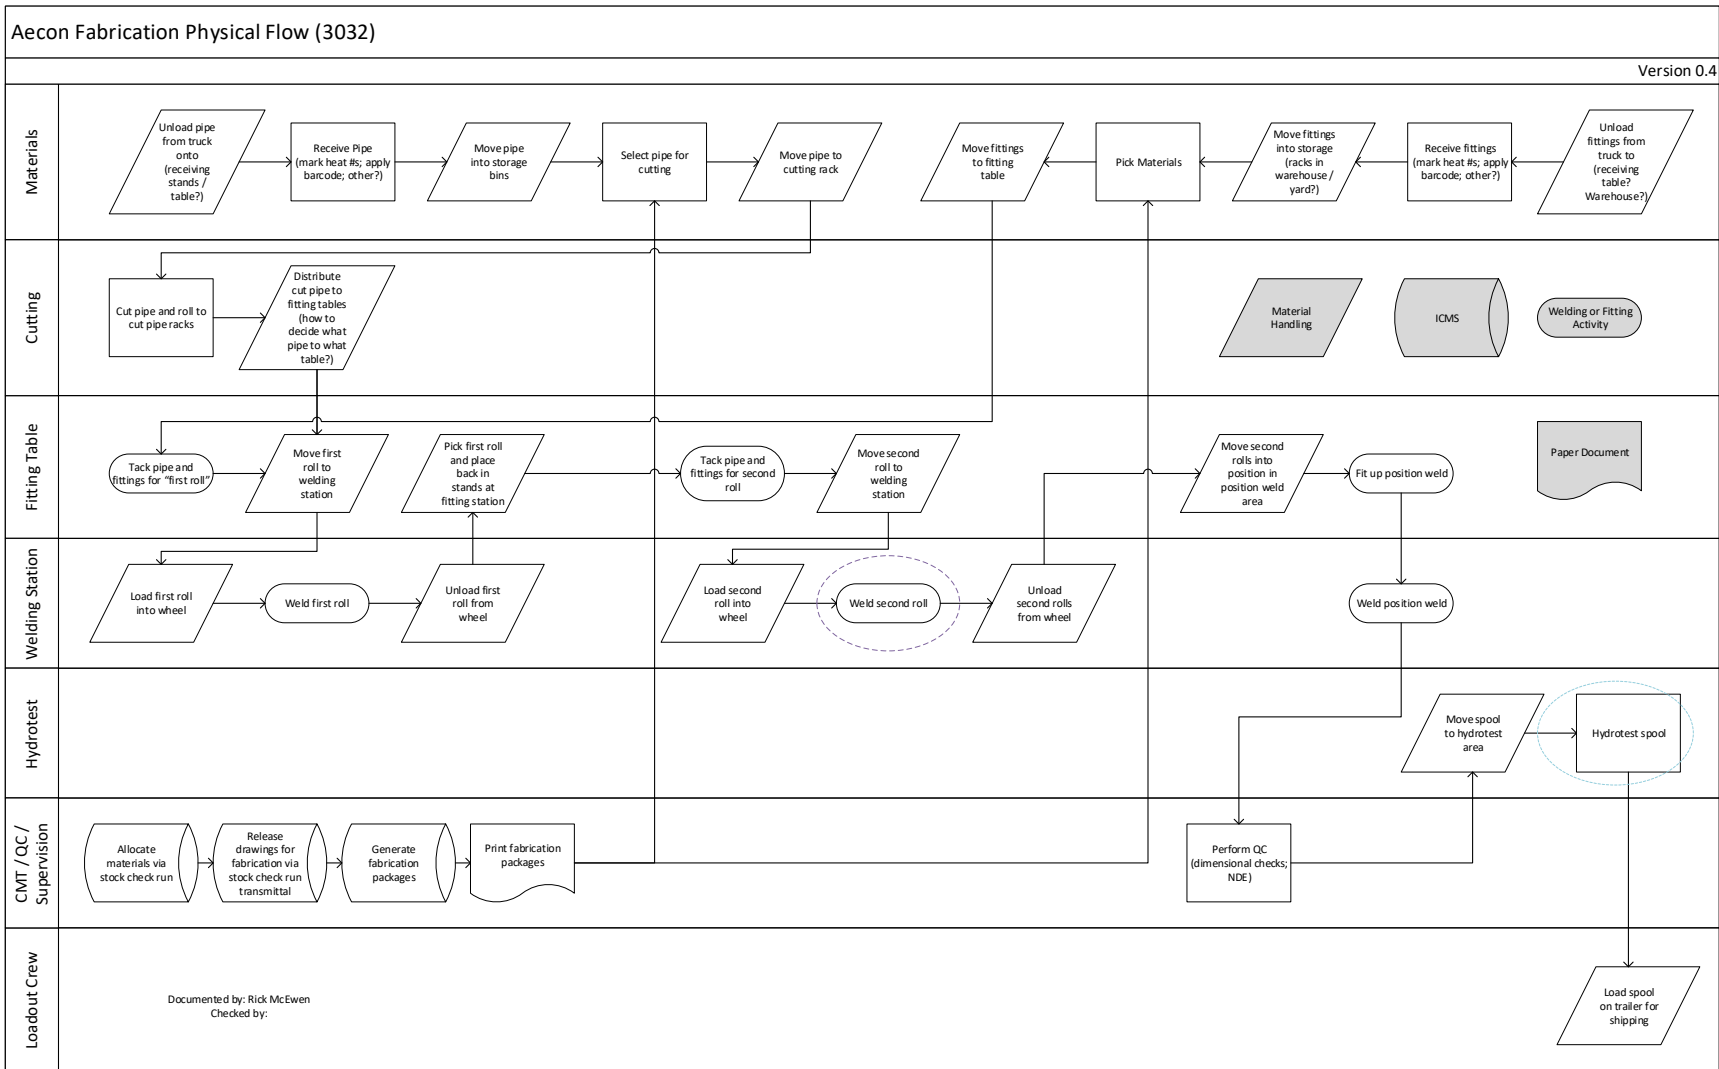 Aecon Fabrication Physical Flow (3032)
Version 0.4
Materials
Unload pipe
from truck
onto
(receiving
stands /
table?)
Receive Pipe
(mark heat #s; apply
barcode; other?)
Move pipe
into storage
bins
Select pipe for
cutting
Move pipe to
cutting rack
Move fittings
to fitting
table
Pick Materials
Move fittings
into storage
(racks in
warehouse /
yard?)
Receive fittings
(mark heat #s; apply
barcode; other?)
Unload
fittings from
truck to
(receiving
table?
Warehouse?)
Cutting
Cut pipe and roll to
cut pipe racks
Distribute
cut pipe to
fitting tables
(how to
decide what
pipe to what
table?)
Material
Handling
ICMS
Welding or Fitting
Activity
Fitting Table
Tack pipe and
fittings for “first roll”
Move first
roll to
welding
station
Pick first roll
and place
back in
stands at
fitting station
Tack pipe and
fittings for second
roll
Move second
roll to
welding
station
Move second
rolls into
position in
position weld
area
Fit up position weld
Paper Document
Welding Station
Load first roll
into wheel
Weld first roll
Unload first
roll from
wheel
Load second
roll into
wheel
Weld second roll
Unload
second rolls
from wheel
Weld position weld
Hydrotest
Move spool
to hydrotest
area
Hydrotest spool
CMT / QC /
Supervision
Allocate
materials via
stock check run
Release
drawings for
fabrication via
stock check run
transmittal
Generate
fabrication
packages
Print fabrication
packages
Perform QC
(dimensional checks;
NDE)
Loadout Crew
Documented by: Rick McEwen
Checked by:
Load spool
on trailer for
shipping